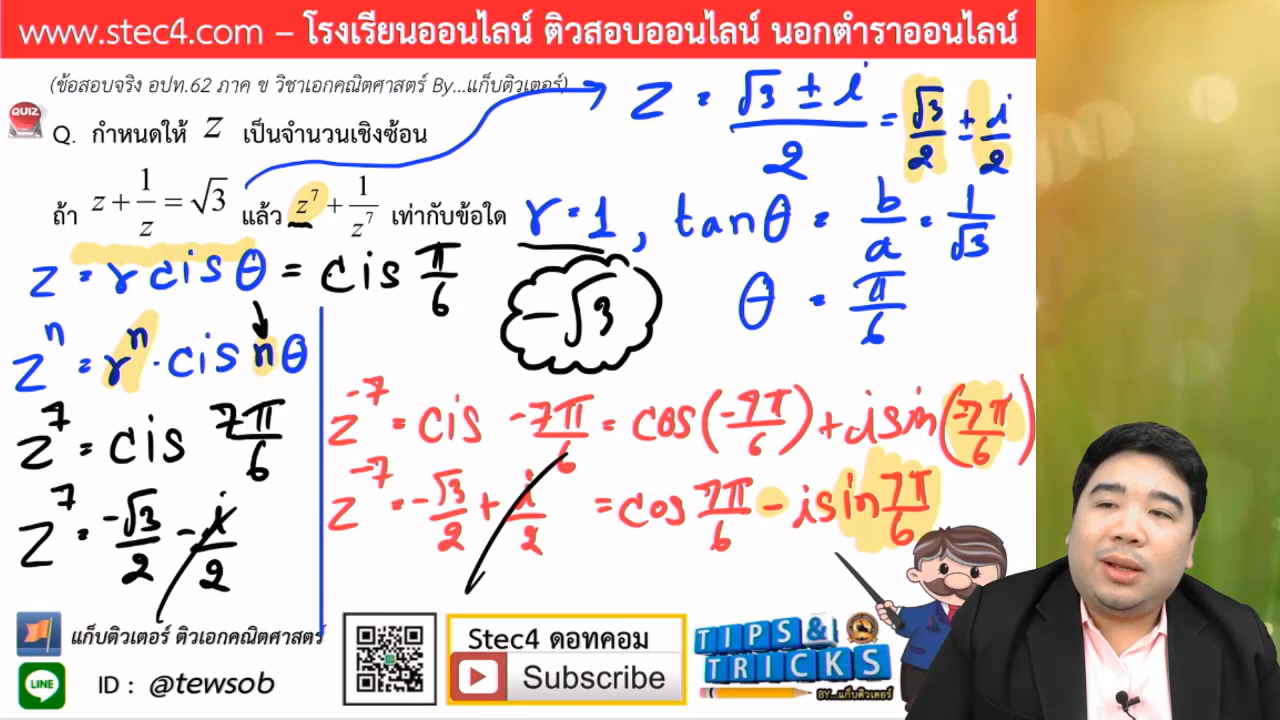 www.stec4.com – โรงเรียนออนไลน์ ติวสอบออนไลน์ นอกตำราออนไลน์
(ข้อสอบจริง อปท.62 ภาค ข วิชาเอกคณิตศาสตร์ By...แก็บติวเตอร์)
QUIZ
Q. กำหนดให้ z เป็นจำนวนเชิงซ้อน
ถ้า z + 1/z = √3 แล้ว z⁷ + 1/z⁷ เท่ากับข้อใด
z = (√3 ± i)/2 = √3/2 ± i/2
r = 1, tanθ = b/a = 1/√3
θ = π/6
z = r cis θ = cis π/6
-√3
zⁿ = rⁿ · cis nθ
z⁷ = cis 7π/6
z⁷ = -√3/2 - i/2
z⁻⁷ = cis -7π/6 = cos(-7π/6) + i sin(-7π/6)
z⁻⁷ = -√3/2 + i/2 = cos 7π/6 - i sin 7π/6
แก็บติวเตอร์ ติวเอกคณิตศาสตร์
LINE
ID : @tewsob
Stec4 ดอทคอม
Subscribe
TIPS &
TRICKS
BY...แก็บติวเตอร์